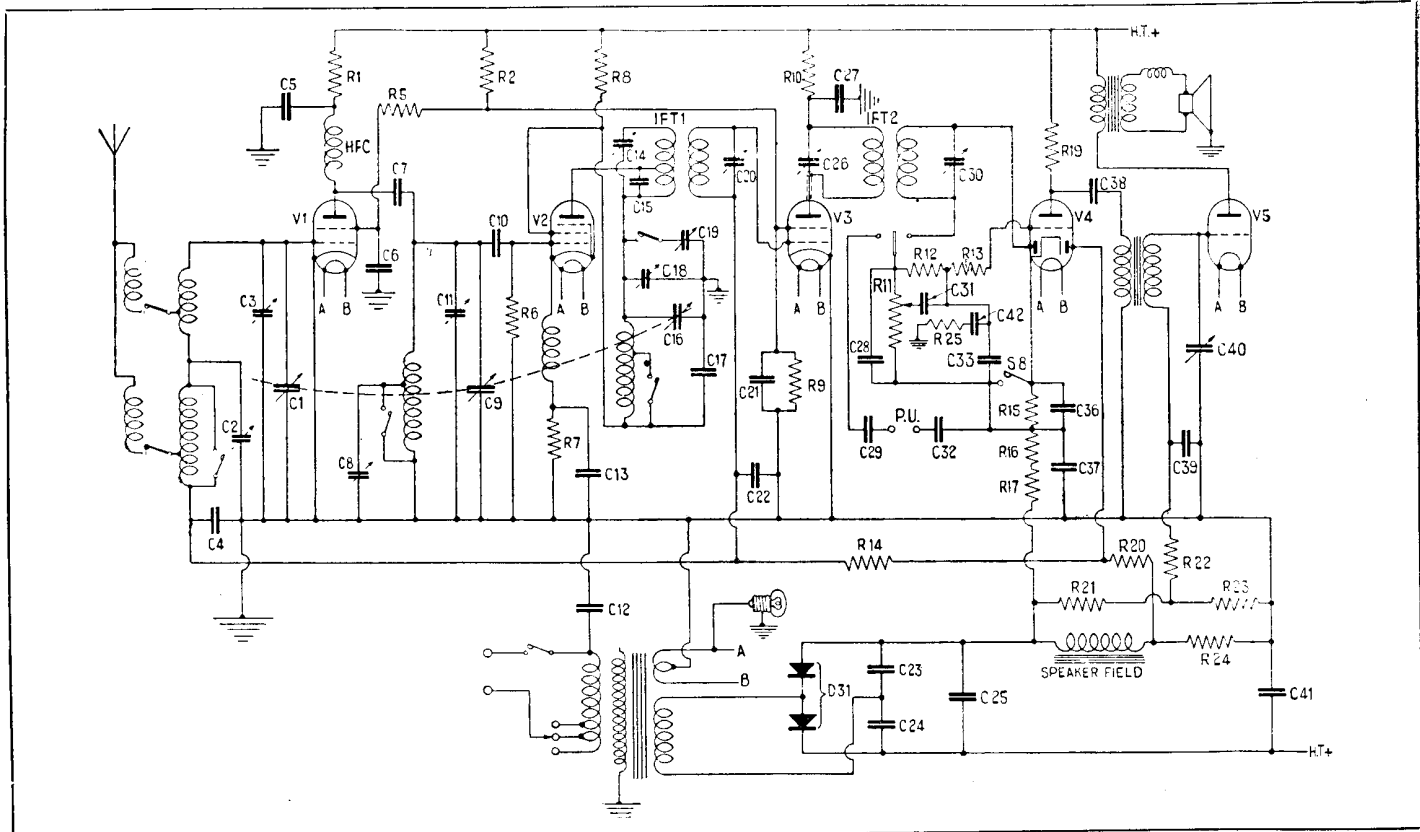 H.T.+
C5
R1
R2
R8
R10
C27
R5
HFC
IFT1
IFT2
C14
C20
C26
C30
R19
C7
C15
C38
V1
V2
V3
V4
V5
C10
C19
C6
C18
R12
R13
C3
C11
R6
R11
C31
A B
A B
A B
A B
C16
C42
R25
C40
C28
C33
C17
C1
C9
C21
R9
S8
C2
R15
C36
R7
P.U.
C8
C29
C32
R16
C39
C13
C22
R17
C37
C4
R14
R20
R22
R21
R23
C12
A
R24
C23
SPEAKER FIELD
B
D31
C25
C41
C24
H.T.+